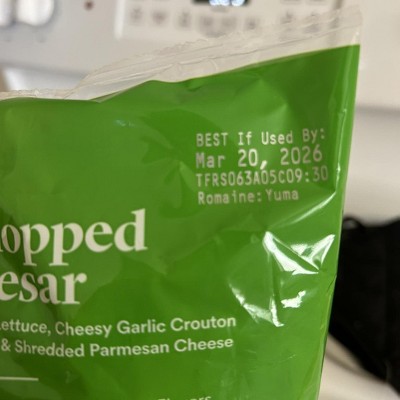 BEST If Used By:
Mar 20, 2026
TFRS063A05C09:30
Romaine: Yuma
opped
esar
ettuce, Cheesy Garlic Crouton
& Shredded Parmesan Cheese